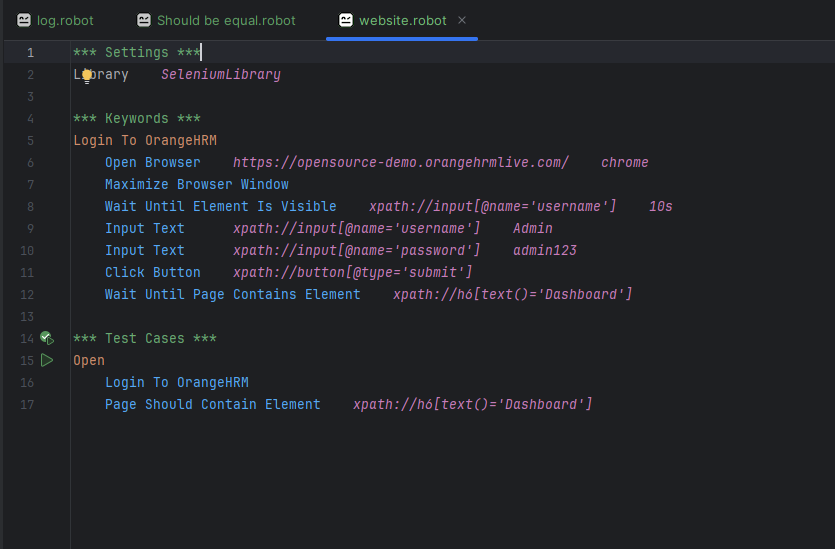 log.robot Should be equal.robot website.robot
1 *** Settings ***
2 Library SeleniumLibrary
3
4 *** Keywords ***
5 Login To OrangeHRM
6 Open Browser https://opensource-demo.orangehrmlive.com/ chrome
7 Maximize Browser Window
8 Wait Until Element Is Visible xpath://input[@name='username'] 10s
9 Input Text xpath://input[@name='username'] Admin
10 Input Text xpath://input[@name='password'] admin123
11 Click Button xpath://button[@type='submit']
12 Wait Until Page Contains Element xpath://h6[text()='Dashboard']
13
14 *** Test Cases ***
15 Open
16 Login To OrangeHRM
17 Page Should Contain Element xpath://h6[text()='Dashboard']